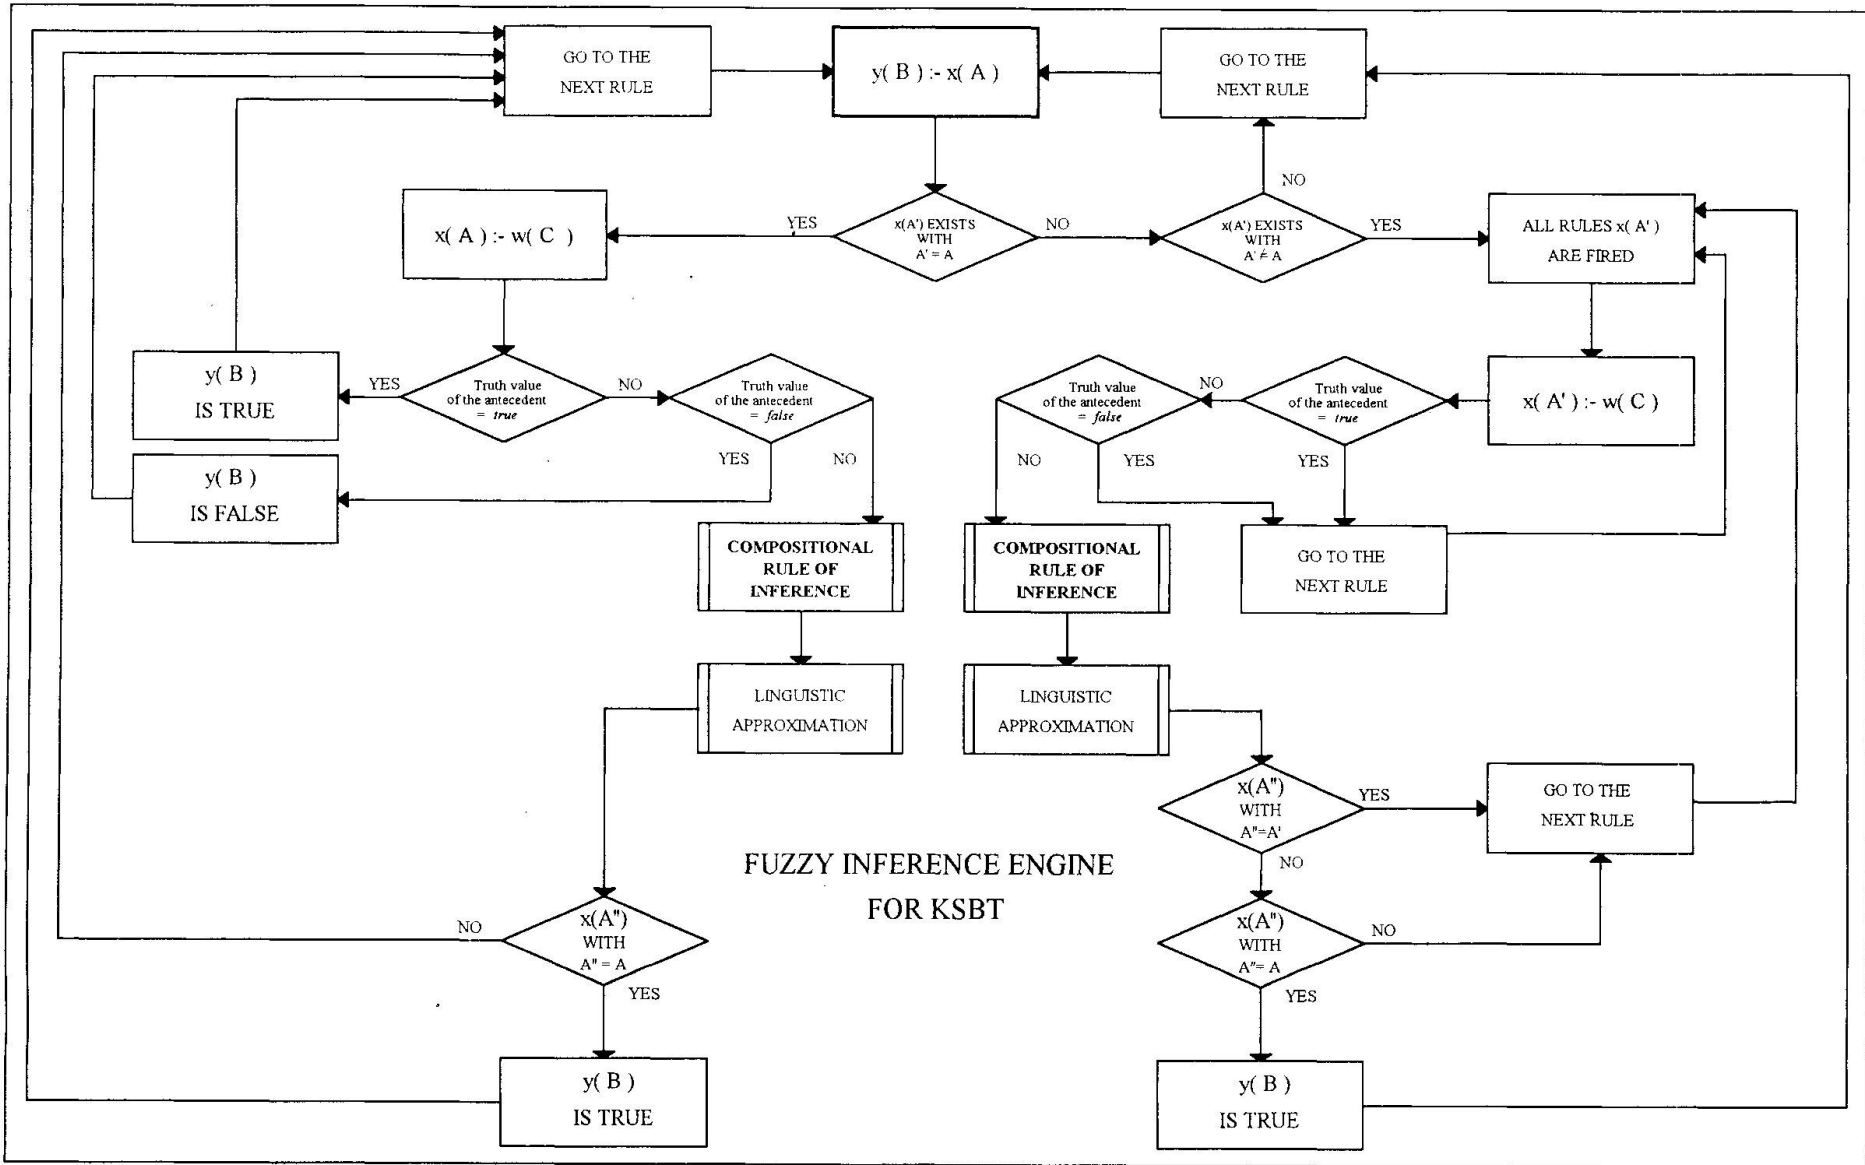 GO TO THE
NEXT RULE
y( B ) :- x( A )
GO TO THE
NEXT RULE
NO
x( A ) :- w( C )
YES
x(A') EXISTS
WITH
A' = A
NO
x(A') EXISTS
WITH
A' ≠ A
YES
ALL RULES x( A' )
ARE FIRED
y( B )
IS TRUE
YES
Truth value
of the antecedent
= true
NO
Truth value
of the antecedent
= false
Truth value
of the antecedent
= false
NO
Truth value
of the antecedent
= true
x( A' ) :- w( C )
YES
NO
NO
YES
YES
y( B )
IS FALSE
COMPOSITIONAL
RULE OF
INFERENCE
COMPOSITIONAL
RULE OF
INFERENCE
GO TO THE
NEXT RULE
LINGUISTIC
APPROXIMATION
LINGUISTIC
APPROXIMATION
x(A")
WITH
A"=A'
YES
GO TO THE
NEXT RULE
NO
FUZZY INFERENCE ENGINE
FOR KSBT
NO
x(A")
WITH
A" = A
YES
x(A")
WITH
A"= A
NO
YES
y( B )
IS TRUE
y( B )
IS TRUE